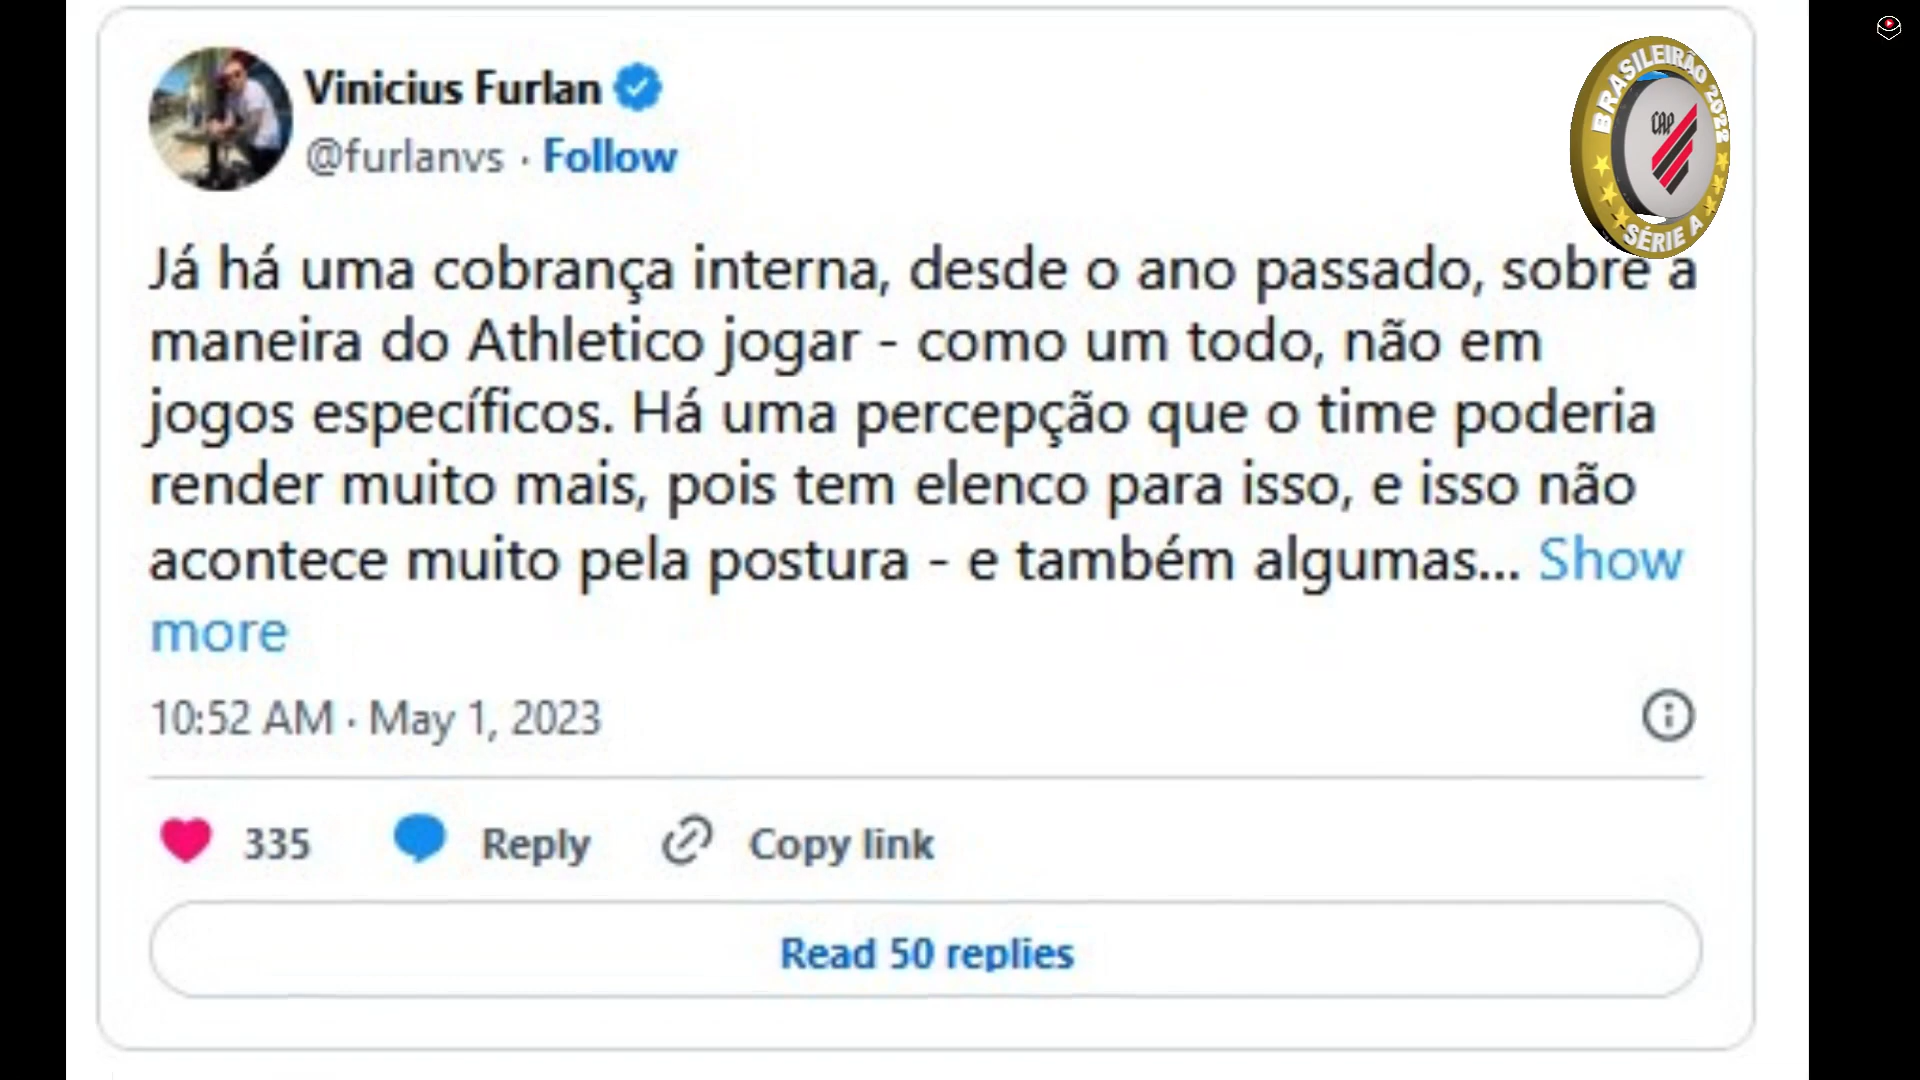 Vinicius Furlan
@furlanvs · Follow
BRASILEIRÃO 2022
CAP
SÉRIE A
Já há uma cobrança interna, desde o ano passado, sobre a
maneira do Athletico jogar - como um todo, não em
jogos específicos. Há uma percepção que o time poderia
render muito mais, pois tem elenco para isso, e isso não
acontece muito pela postura - e também algumas... Show
more
10:52 AM · May 1, 2023
335 Reply Copy link
Read 50 replies